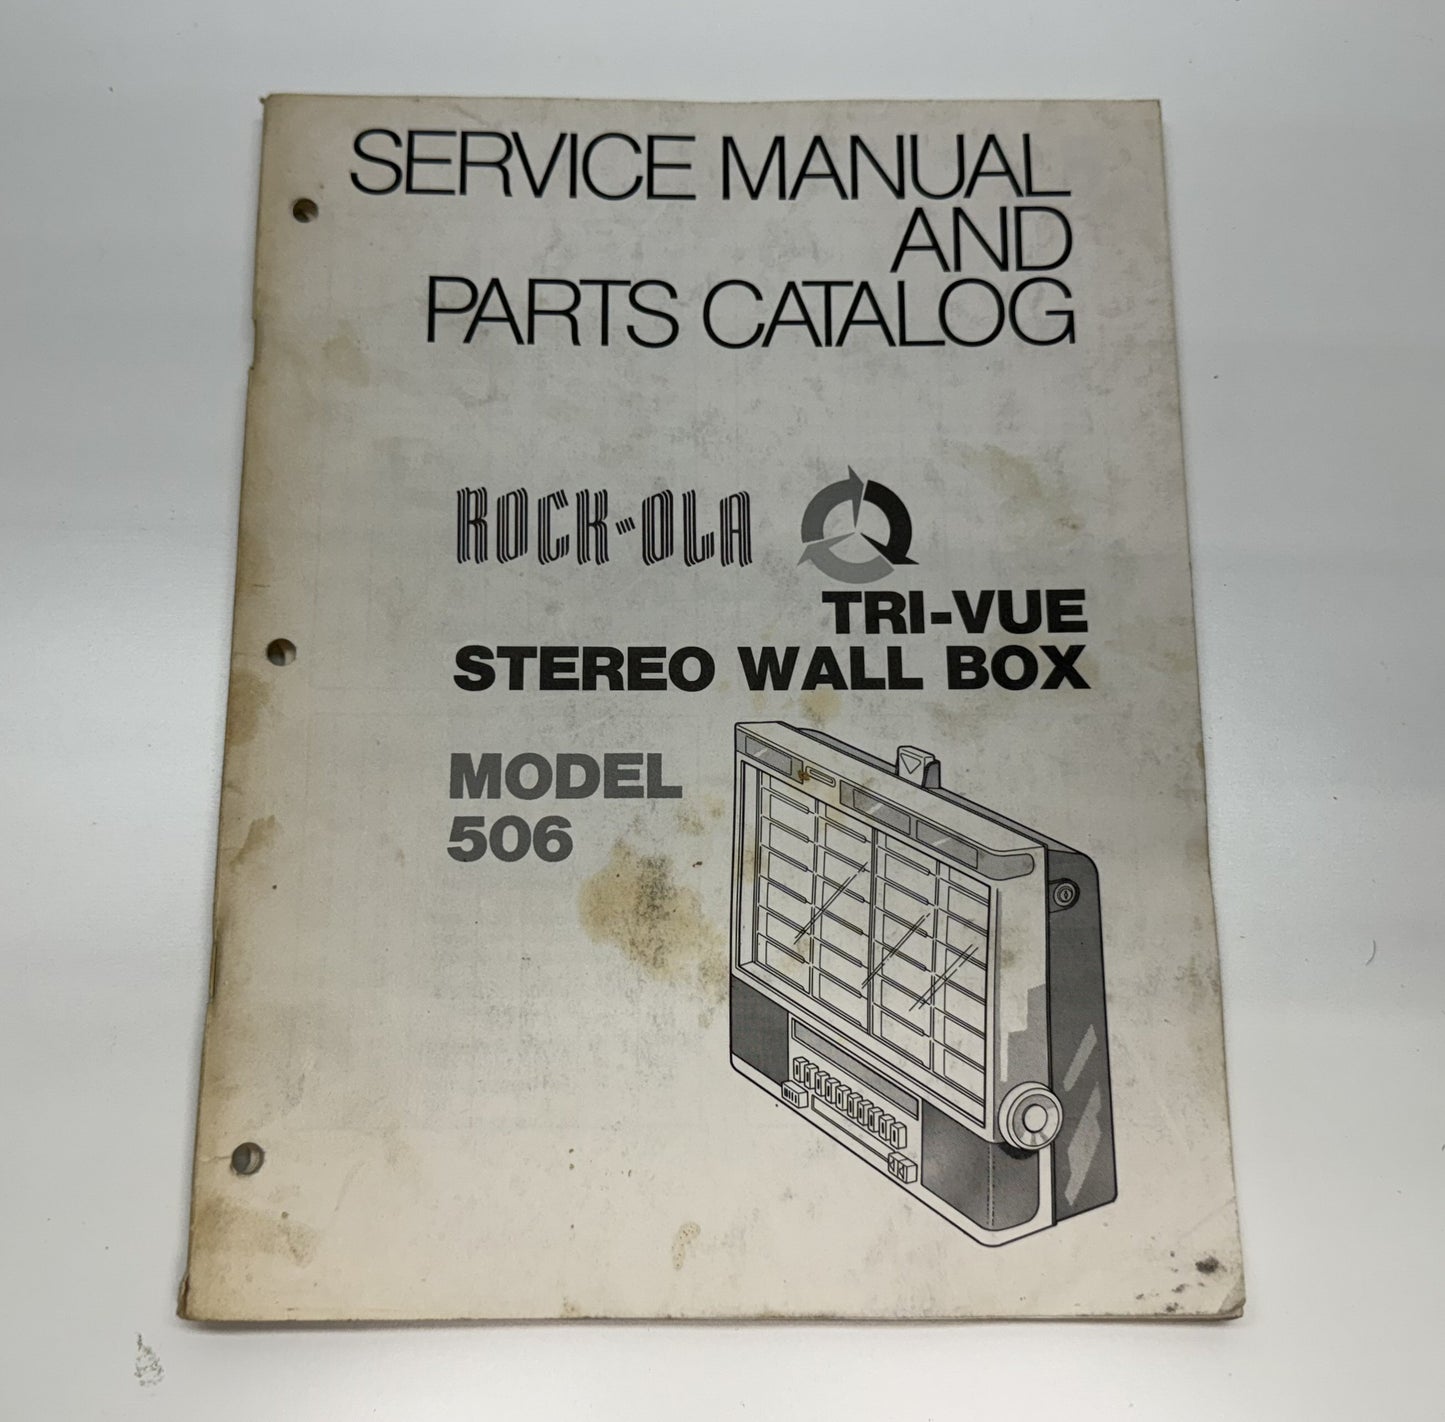 SERVICE MANUAL
AND
PARTS CATALOG
ROCK-OLA
TRI-VUE
STEREO WALL BOX
MODEL
506